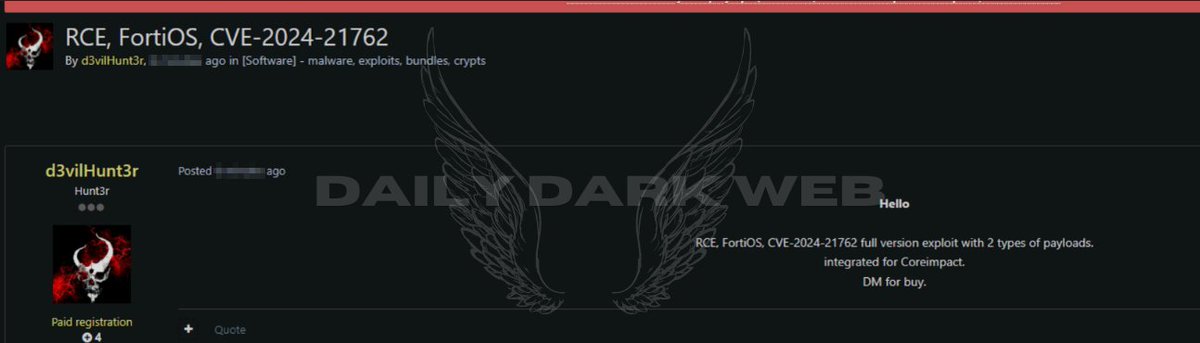 RCE, FortiOS, CVE-2024-21762
By d3vilHunt3r, ago in [Software] - malware, exploits, bundles, crypts
d3vilHunt3r
Hunt3r
Posted ago
DAILY DARK WEB
Hello
RCE, FortiOS, CVE-2024-21762 full version exploit with 2 types of payloads.
integrated for Coreimpact.
DM for buy.
Paid registration
4
+ Quote